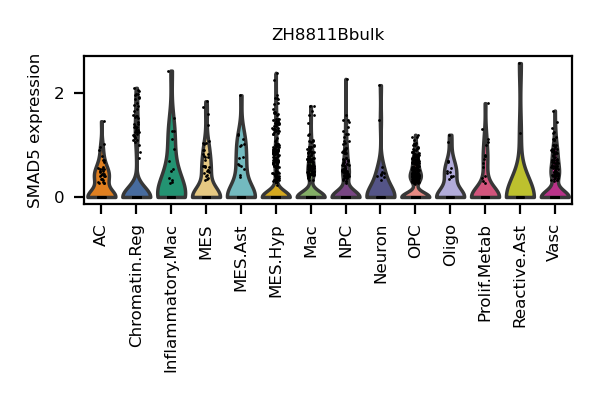 ZH8811Bbulk
SMAD5 expression
2
0
AC
Chromatin.Reg
Inflammatory.Mac
MES
MES.Ast
MES.Hyp
Mac
NPC
Neuron
OPC
Oligo
Prolif.Metab
Reactive.Ast
Vasc